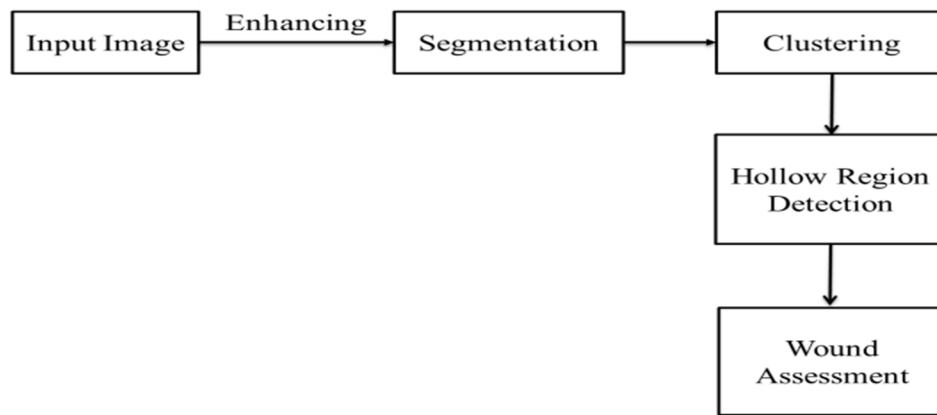 Input Image
Enhancing
Segmentation
Clustering
Hollow Region
Detection
Wound
Assessment